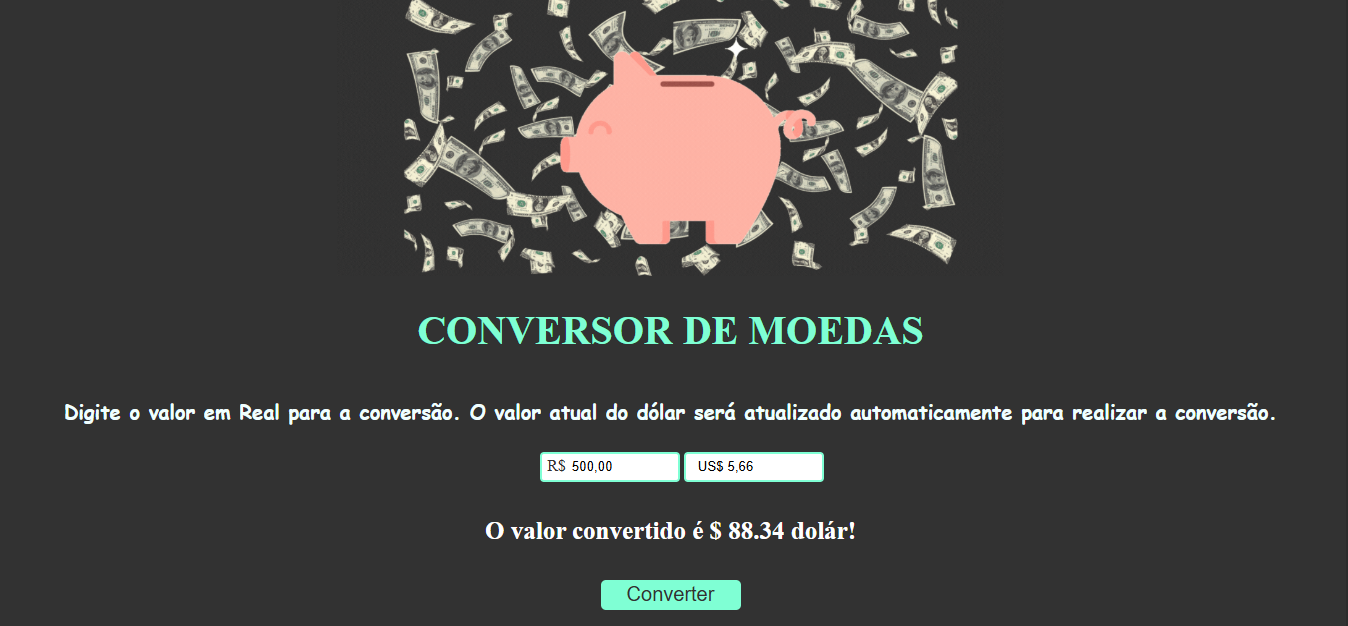 CONVERSOR DE MOEDAS
Digite o valor em Real para a conversão. O valor atual do dólar será atualizado automaticamente para realizar a conversão.
R$ 500,00 US$ 5,66
O valor convertido é $ 88.34 dolár!
Converter